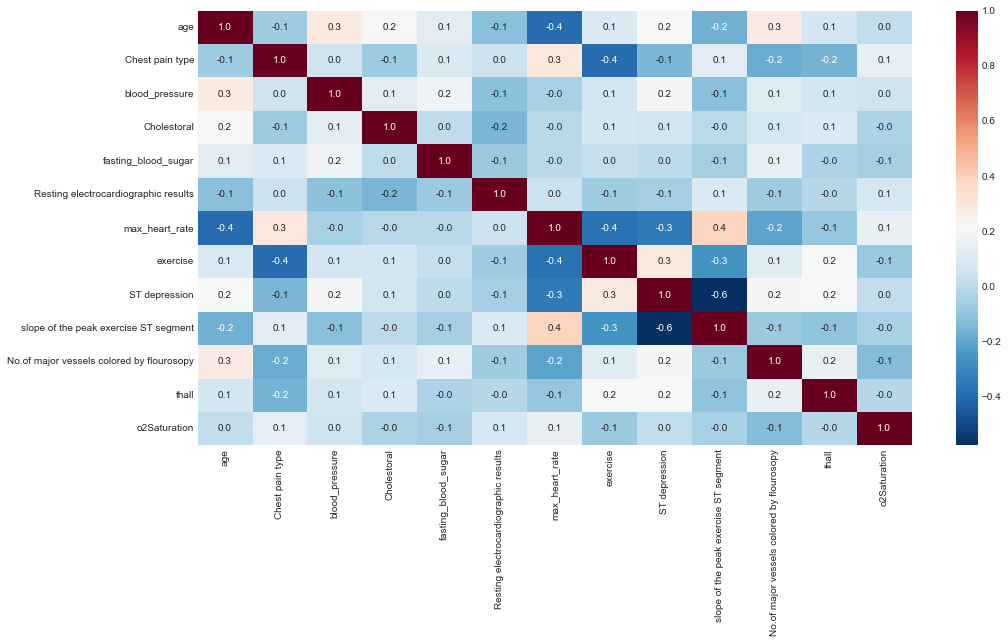 age 1.0 -0.1 0.3 0.2 0.1 -0.1 -0.4 0.1 0.2 -0.2 0.3 0.1 0.0
Chest pain type -0.1 1.0 0.0 -0.1 0.1 0.0 0.3 -0.4 -0.1 0.1 -0.2 -0.2 0.1
blood_pressure 0.3 0.0 1.0 0.1 0.2 -0.1 -0.0 0.1 0.2 -0.1 0.1 0.1 0.0
Cholestoral 0.2 -0.1 0.1 1.0 0.0 -0.2 -0.0 0.1 0.1 -0.0 0.1 0.1 -0.0
fasting_blood_sugar 0.1 0.1 0.2 0.0 1.0 -0.1 -0.0 0.0 0.0 -0.1 0.1 -0.0 -0.1
Resting electrocardiographic results -0.1 0.0 -0.1 -0.2 -0.1 1.0 0.0 -0.1 -0.1 0.1 -0.1 -0.0 0.1
max_heart_rate -0.4 0.3 -0.0 -0.0 -0.0 0.0 1.0 -0.4 -0.3 0.4 -0.2 -0.1 0.1
exercise 0.1 -0.4 0.1 0.1 0.0 -0.1 -0.4 1.0 0.3 -0.3 0.1 0.2 -0.1
ST depression 0.2 -0.1 0.2 0.1 0.0 -0.1 -0.3 0.3 1.0 -0.6 0.2 0.2 0.0
slope of the peak exercise ST segment -0.2 0.1 -0.1 -0.0 -0.1 0.1 0.4 -0.3 -0.6 1.0 -0.1 -0.1 -0.0
No.of major vessels colored by flourosopy 0.3 -0.2 0.1 0.1 0.1 -0.1 -0.2 0.1 0.2 -0.1 1.0 0.2 -0.1
fhall 0.1 -0.2 0.1 0.1 -0.0 -0.0 -0.1 0.2 0.2 -0.1 0.2 1.0 -0.0
o2Saturation 0.0 0.1 0.0 -0.0 -0.1 0.1 0.1 -0.1 0.0 -0.0 -0.1 -0.0 1.0
age
Chest pain type
blood_pressure
Cholestoral
fasting_blood_sugar
Resting electrocardiographic results
max_heart_rate
exercise
ST depression
slope of the peak exercise ST segment
No.of major vessels colored by flourosopy
fhall
o2Saturation
1.0
0.8
0.6
0.4
0.2
0.0
−0.2
−0.4